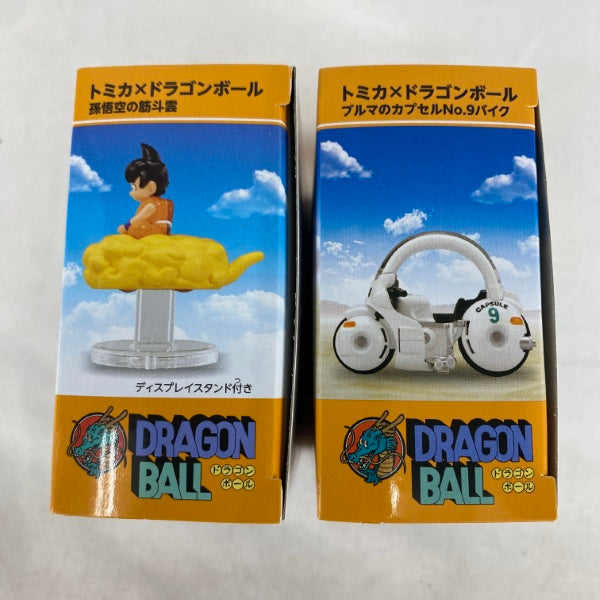 トミカ×ドラゴンボール
孫悟空の筋斗雲
ディスプレイスタンド付き
DRAGON
BALL
ドラゴン
ボール
トミカ×ドラゴンボール
ブルマのカプセルNo.9バイク
CAPSULE
9
DRAGON
BALL
ドラゴン
ボール